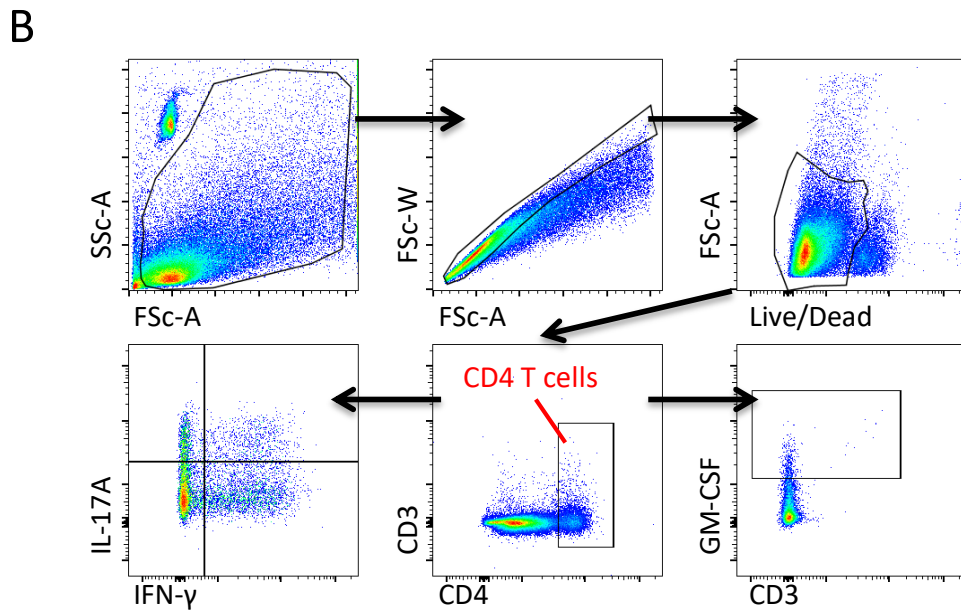 B
SSc-A
FSc-A
FSc-W
FSc-A
FSc-A
Live/Dead
IL-17A
IFN-γ
CD4 T cells
CD3
CD4
GM-CSF
CD3